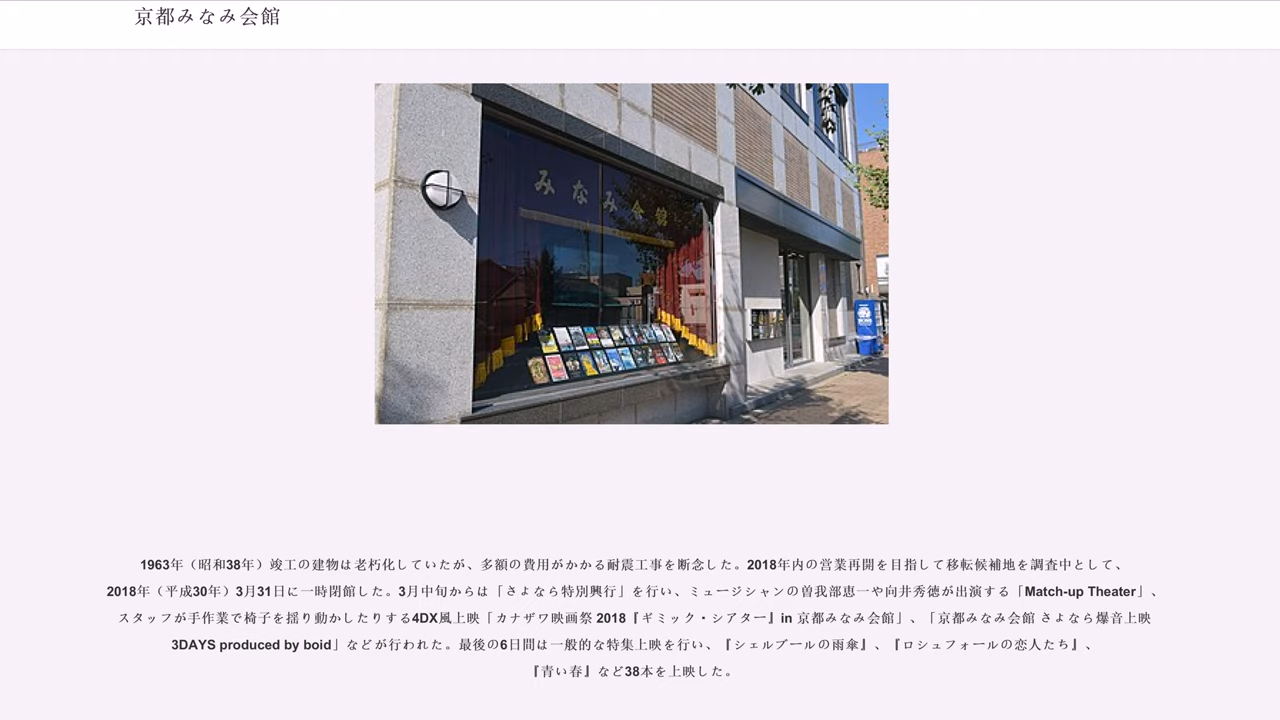 京都みなみ会館
みなみ会館
1963年（昭和38年）竣工の建物は老朽化していたが、多額の費用がかかる耐震工事を断念した。2018年内の営業再開を目指して移転候補地を調査中として、
2018年（平成30年）3月31日に一時閉館した。3月中旬からは「さよなら特別興行」を行い、ミュージシャンの曽我部恵一や向井秀徳が出演する「Match-up Theater」、
スタッフが手作業で椅子を揺り動かしたりする4DX風上映「カナザワ映画祭 2018『ギミック・シアター』in 京都みなみ会館」、「京都みなみ会館 さよなら爆音上映
3DAYS produced by boid」などが行われた。最後の6日間は一般的な特集上映を行い、『シェルブールの雨傘』、『ロシュフォールの恋人たち』、
『青い春』など38本を上映した。